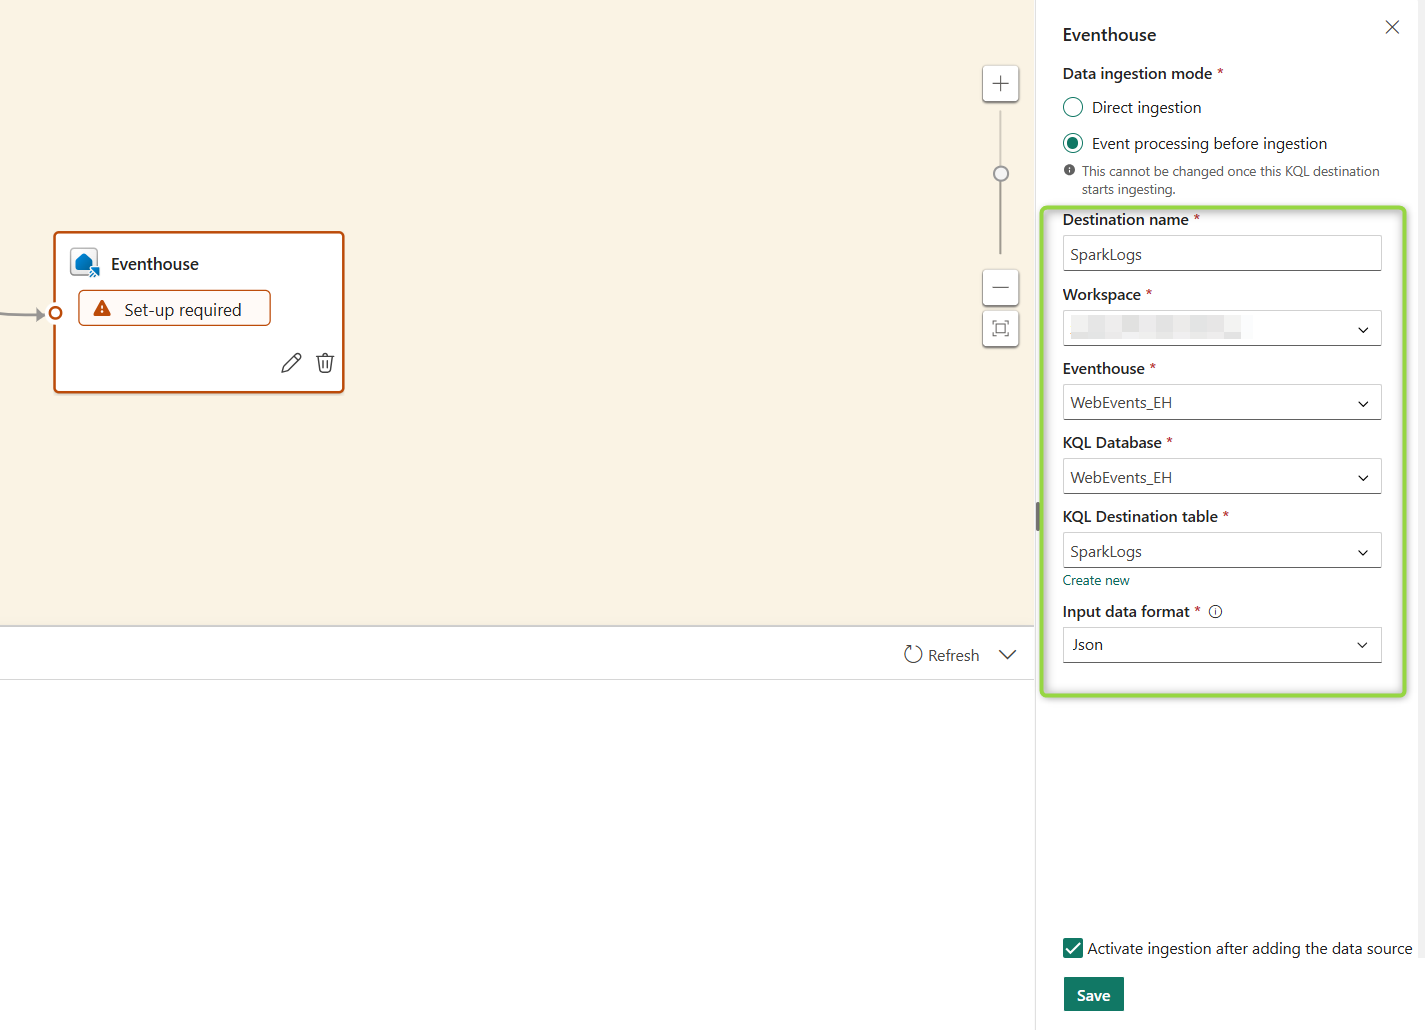 Eventhouse
Set-up required
Refresh
Eventhouse
Data ingestion mode *
Direct ingestion
Event processing before ingestion
This cannot be changed once this KQL destination
starts ingesting.
Destination name *
SparkLogs
Workspace *
Eventhouse *
WebEvents_EH
KQL Database *
WebEvents_EH
KQL Destination table *
SparkLogs
Create new
Input data format *
Json
Activate ingestion after adding the data source
Save